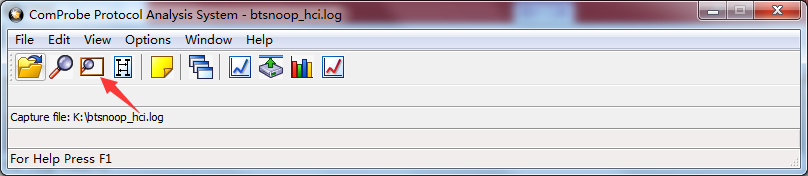 ComProbe Protocol Analysis System - btsnoop_hci.log
File Edit View Options Window Help
Capture file: K:\btsnoop_hci.log
For Help Press F1